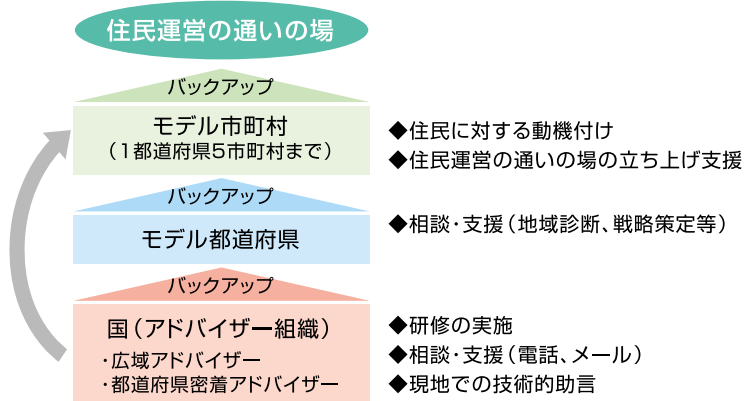 住民運営の通いの場
バックアップ
モデル市町村
（1都道府県5市町村まで）
◆住民に対する動機付け
◆住民運営の通いの場の立ち上げ支援
バックアップ
モデル都道府県
◆相談・支援（地域診断、戦略策定等）
バックアップ
国（アドバイザー組織）
・広域アドバイザー
・都道府県密着アドバイザー
◆研修の実施
◆相談・支援（電話、メール）
◆現地での技術的助言